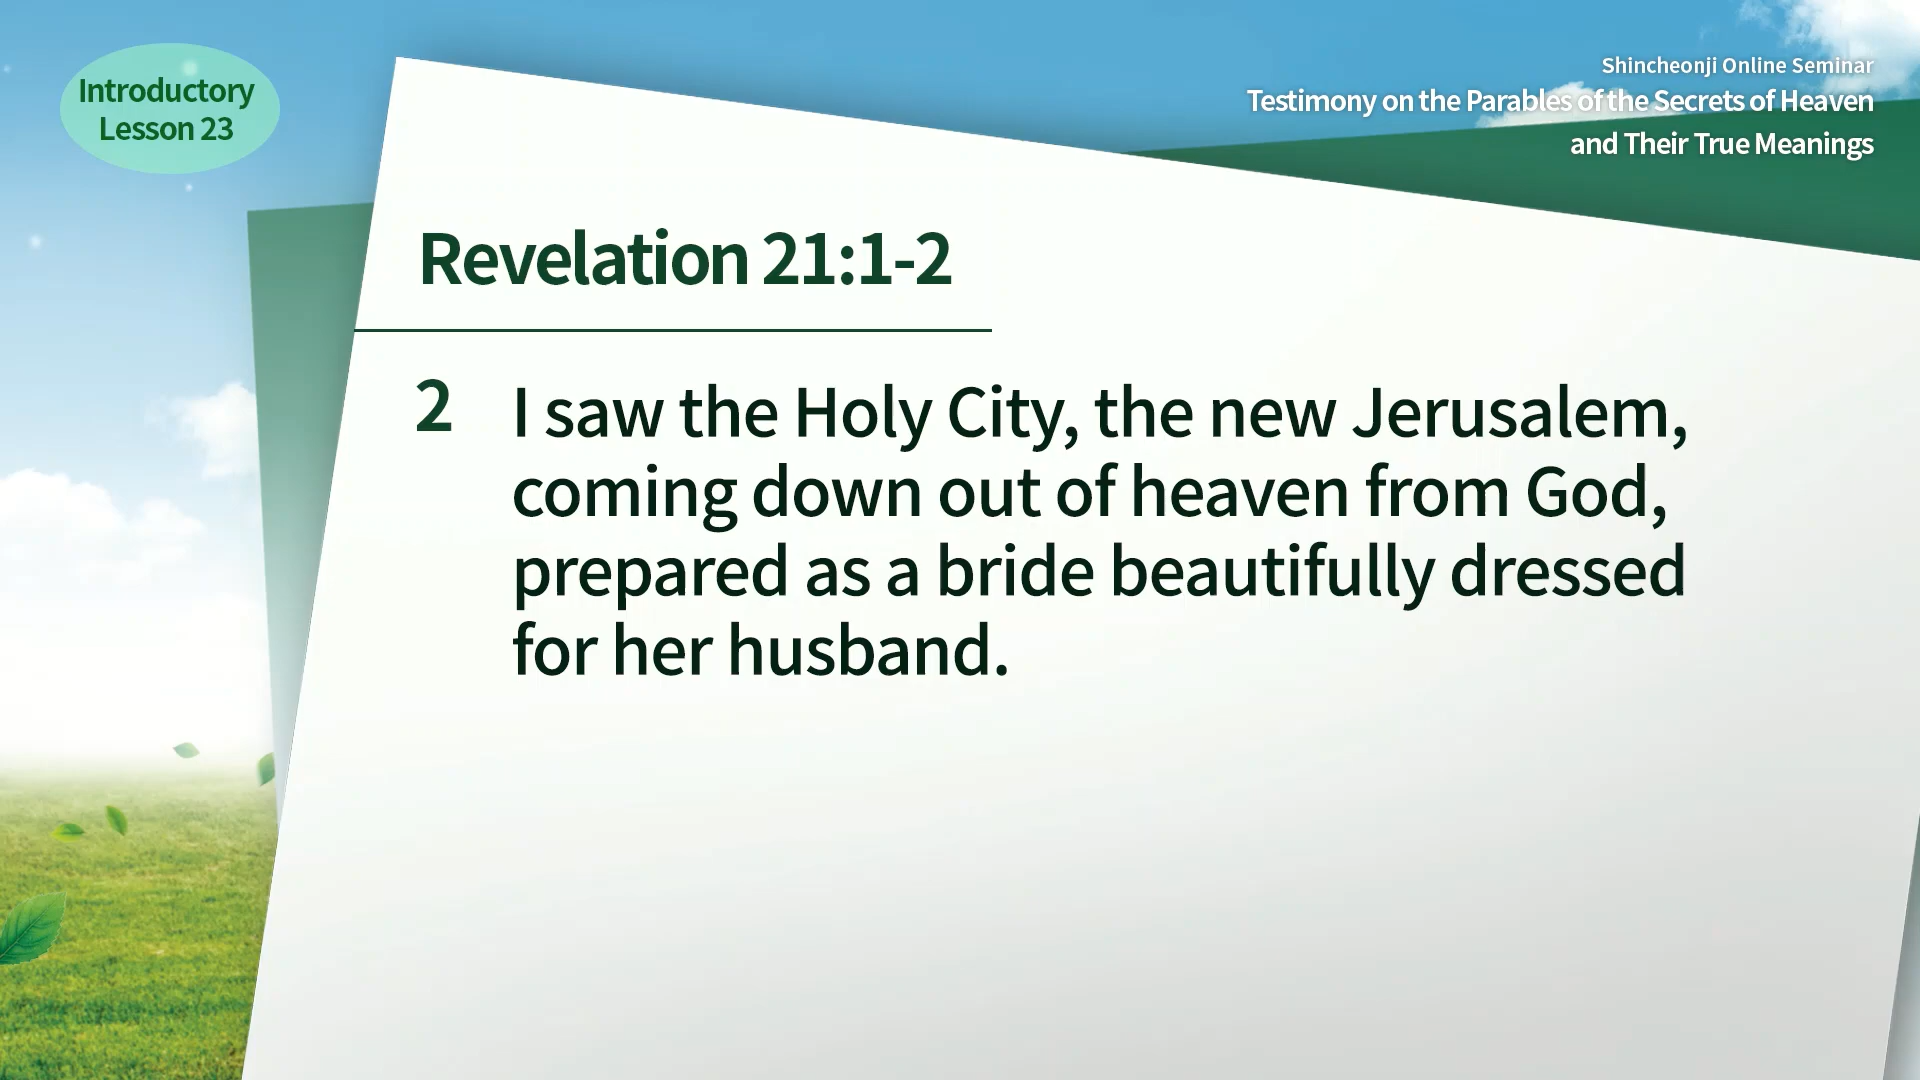 Introductory
Lesson 23
Shincheonji Online Seminar
Testimony on the Parables of the Secrets of Heaven
and Their True Meanings
Revelation 21:1-2
2 I saw the Holy City, the new Jerusalem,
coming down out of heaven from God,
prepared as a bride beautifully dressed
for her husband.